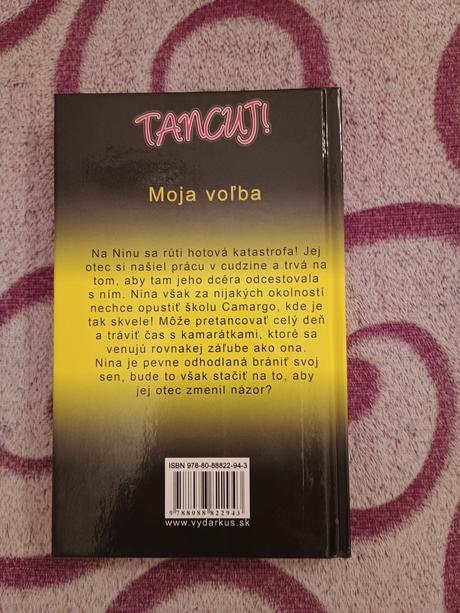 TANCUJ!
Moja voľba
Na Ninu sa rúti hotová katastrofa! Jej
otec si našiel prácu v cudzine a trvá na
tom, aby tam jeho dcéra odcestovala
s ním. Nina však za nijakých okolností
nechce opustiť školu Camargo, kde je
tak skvele! Môže pretancovať celý deň
a tráviť čas s kamarátkami, ktoré sa
venujú rovnakej záľube ako ona.
Nina je pevne odhodlaná brániť svoj
sen, bude to však stačiť na to, aby
jej otec zmenil názor?
ISBN 978-80-88822-94-3
9 788088 822943
www.vydarkus.sk